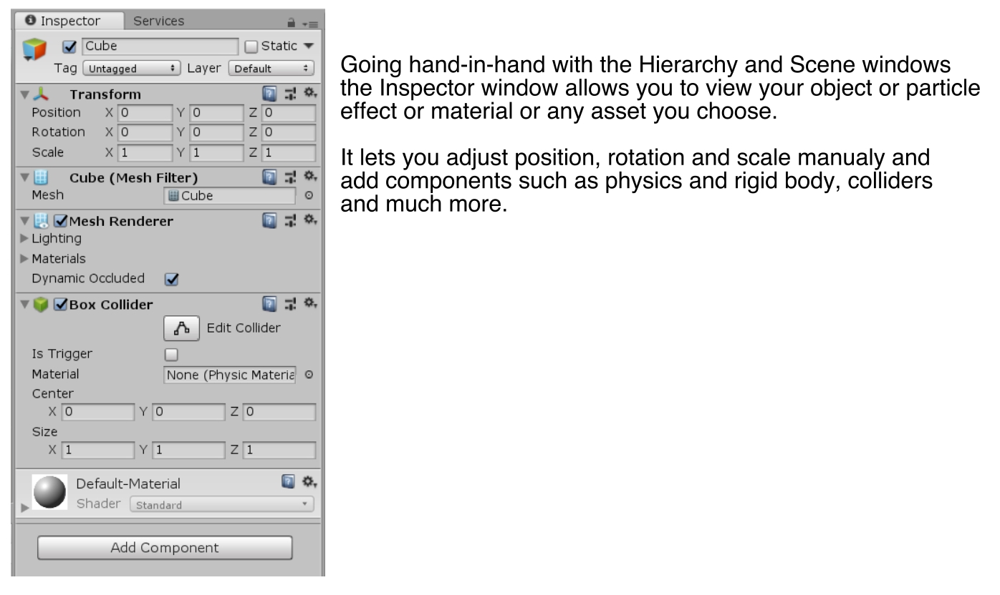 Inspector Services
Cube Static
Tag Untagged Layer Default
Transform
Position X 0 Y 0 Z 0
Rotation X 0 Y 0 Z 0
Scale X 1 Y 1 Z 1
Cube (Mesh Filter)
Mesh Cube
Mesh Renderer
Lighting
Materials
Dynamic Occluded
Box Collider
Edit Collider
Is Trigger
Material None (Physic Materia
Center
X 0 Y 0 Z 0
Size
X 1 Y 1 Z 1
Default-Material
Shader Standard
Add Component
Going hand-in-hand with the Hierarchy and Scene windows
the Inspector window allows you to view your object or particle
effect or material or any asset you choose.
It lets you adjust position, rotation and scale manualy and
add components such as physics and rigid body, colliders
and much more.